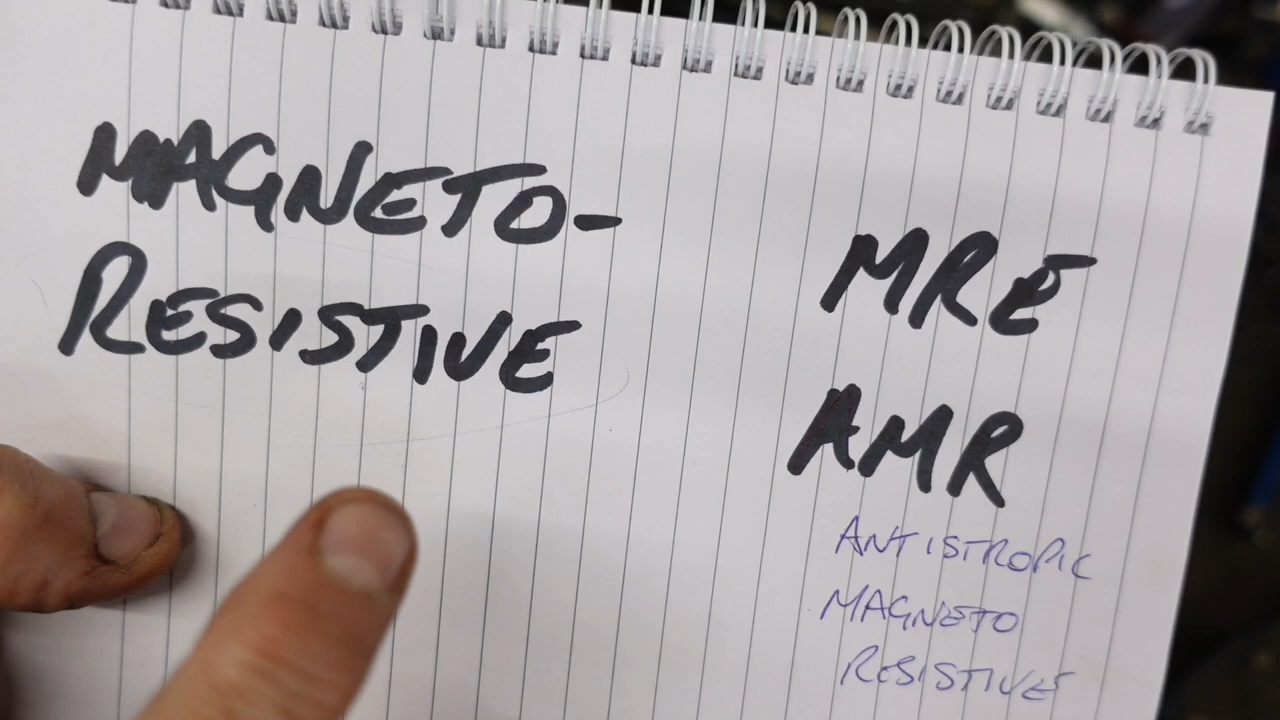 MAGNETO-
RESISTIVE
MRE
AMR
ANTISTROPIC
MAGNETO
RESISTIVE